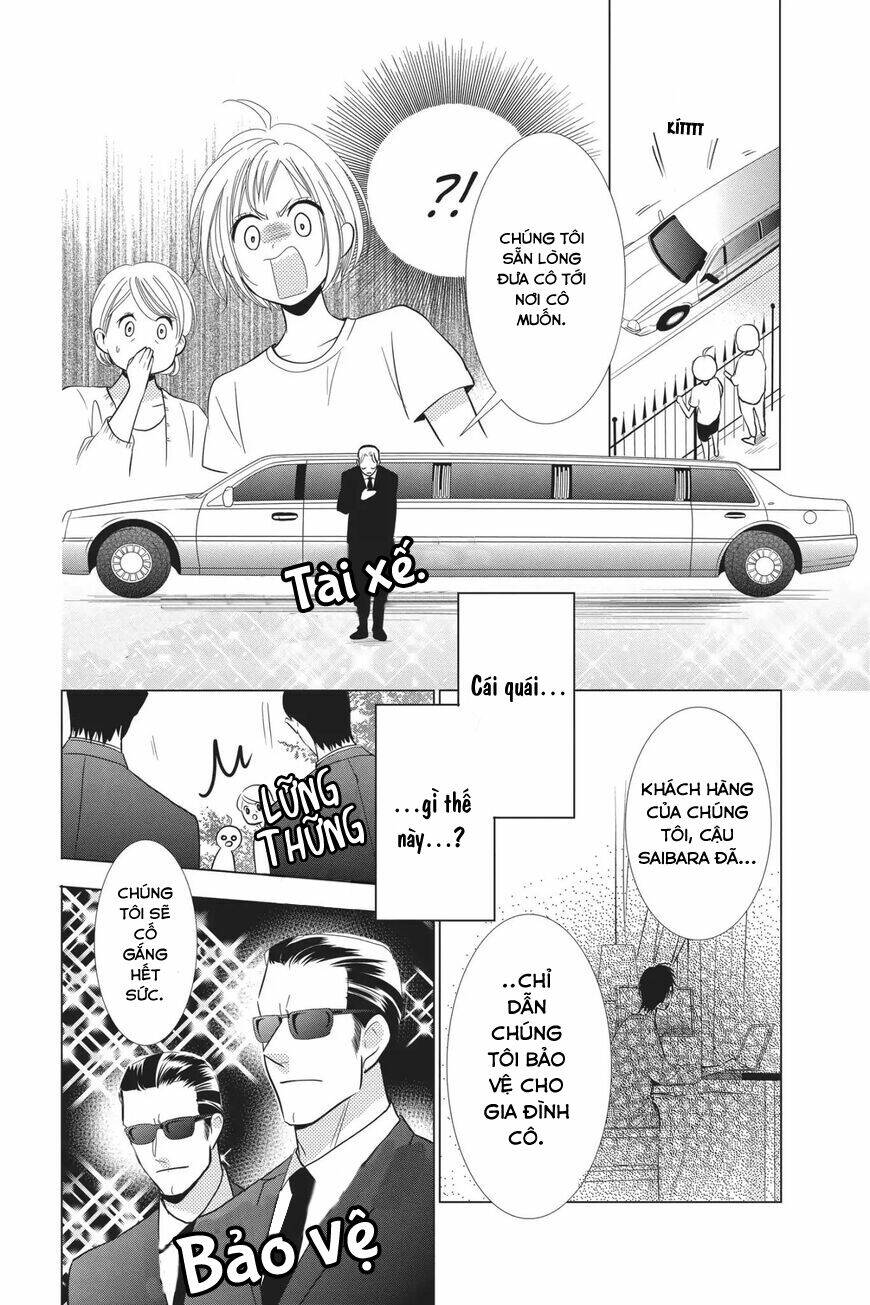 KÍTTTT
?!
CHÚNG TÔI
SẴN LÒNG
ĐƯA CÔ TỚI
NƠI CÔ
MUỐN.
Tài xế.
Cái quái...
...gì thế
này...?
KHÁCH HÀNG
CỦA CHÚNG
TÔI, CẬU
SAIBARA ĐÃ...
..CHỈ
DẪN
CHÚNG
TÔI BẢO
VỆ CHO
GIA ĐÌNH
CÔ.
LỮNG
THỮNG
CHÚNG
TÔI SẼ
CỐ
GẮNG
HẾT
SỨC.
Bảo vệ